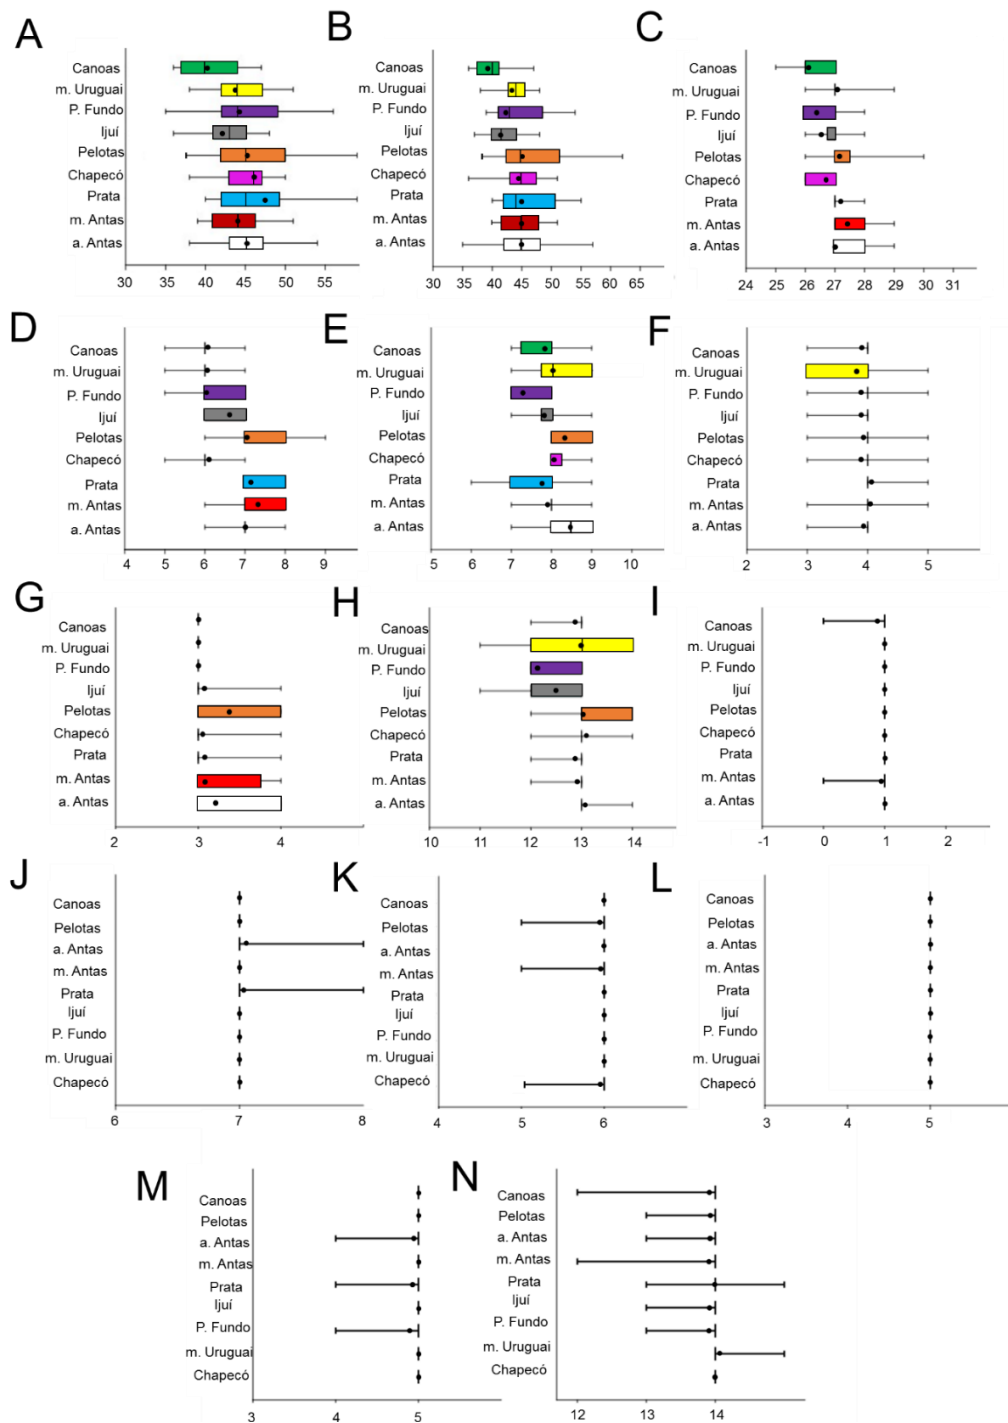 A
Canoas
m. Uruguai
P. Fundo
Ijuí
Pelotas
Chapecó
Prata
m. Antas
a. Antas
30 35 40 45 50 55
B
Canoas
m. Uruguai
P. Fundo
Ijuí
Pelotas
Chapecó
Prata
m. Antas
a. Antas
30 35 40 45 50 55 60 65
C
Canoas
m. Uruguai
P. Fundo
Ijuí
Pelotas
Chapecó
Prata
m. Antas
a. Antas
24 25 26 27 28 29 30 31
D
Canoas
m. Uruguai
P. Fundo
Ijuí
Pelotas
Chapecó
Prata
m. Antas
a. Antas
4 5 6 7 8 9
E
Canoas
m. Uruguai
P. Fundo
Ijuí
Pelotas
Chapecó
Prata
m. Antas
a. Antas
5 6 7 8 9 10
F
Canoas
m. Uruguai
P. Fundo
Ijuí
Pelotas
Chapecó
Prata
m. Antas
a. Antas
2 3 4 5
G
Canoas
m. Uruguai
P. Fundo
Ijuí
Pelotas
Chapecó
Prata
m. Antas
a. Antas
2 3 4
H
Canoas
m. Uruguai
P. Fundo
Ijuí
Pelotas
Chapecó
Prata
m. Antas
a. Antas
10 11 12 13 14
I
Canoas
m. Uruguai
P. Fundo
Ijuí
Pelotas
Chapecó
Prata
m. Antas
a. Antas
-1 0 1 2
J
Canoas
Pelotas
a. Antas
m. Antas
Prata
Ijuí
P. Fundo
m. Uruguai
Chapecó
6 7 8
K
Canoas
Pelotas
a. Antas
m. Antas
Prata
Ijuí
P. Fundo
m. Uruguai
Chapecó
4 5 6
L
Canoas
Pelotas
a. Antas
m. Antas
Prata
Ijuí
P. Fundo
m. Uruguai
Chapecó
3 4 5
M
Canoas
Pelotas
a. Antas
m. Antas
Prata
Ijuí
P. Fundo
m. Uruguai
Chapecó
3 4 5
N
Canoas
Pelotas
a. Antas
m. Antas
Prata
Ijuí
P. Fundo
m. Uruguai
Chapecó
12 13 14